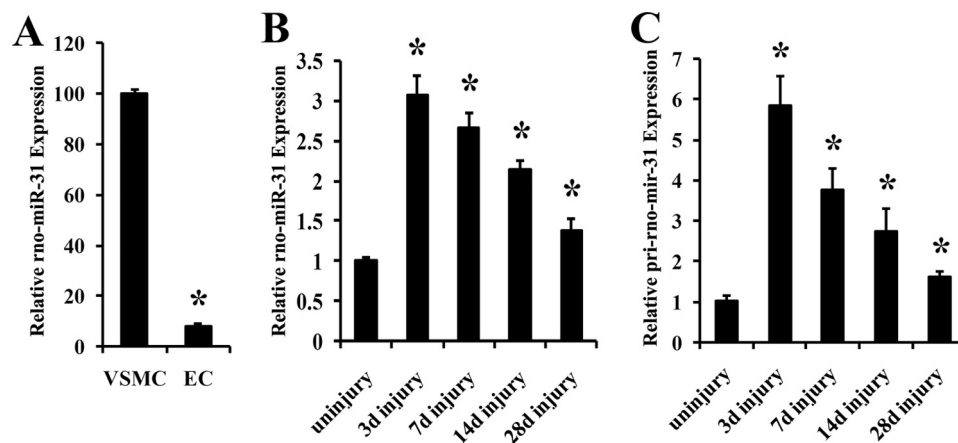 A
Relative rno-miR-31 Expression
120
100
80
60
40
20
0
*
VSMC EC
B
Relative rno-miR-31 Expression
3.5
3
2.5
2
1.5
1
0.5
0
* * * *
uninjury
3d injury
7d injury
14d injury
28d injury
C
Relative pri-rno-mir-31 Expression
7
6
5
4
3
2
1
0
* * * *
uninjury
3d injury
7d injury
14d injury
28d injury